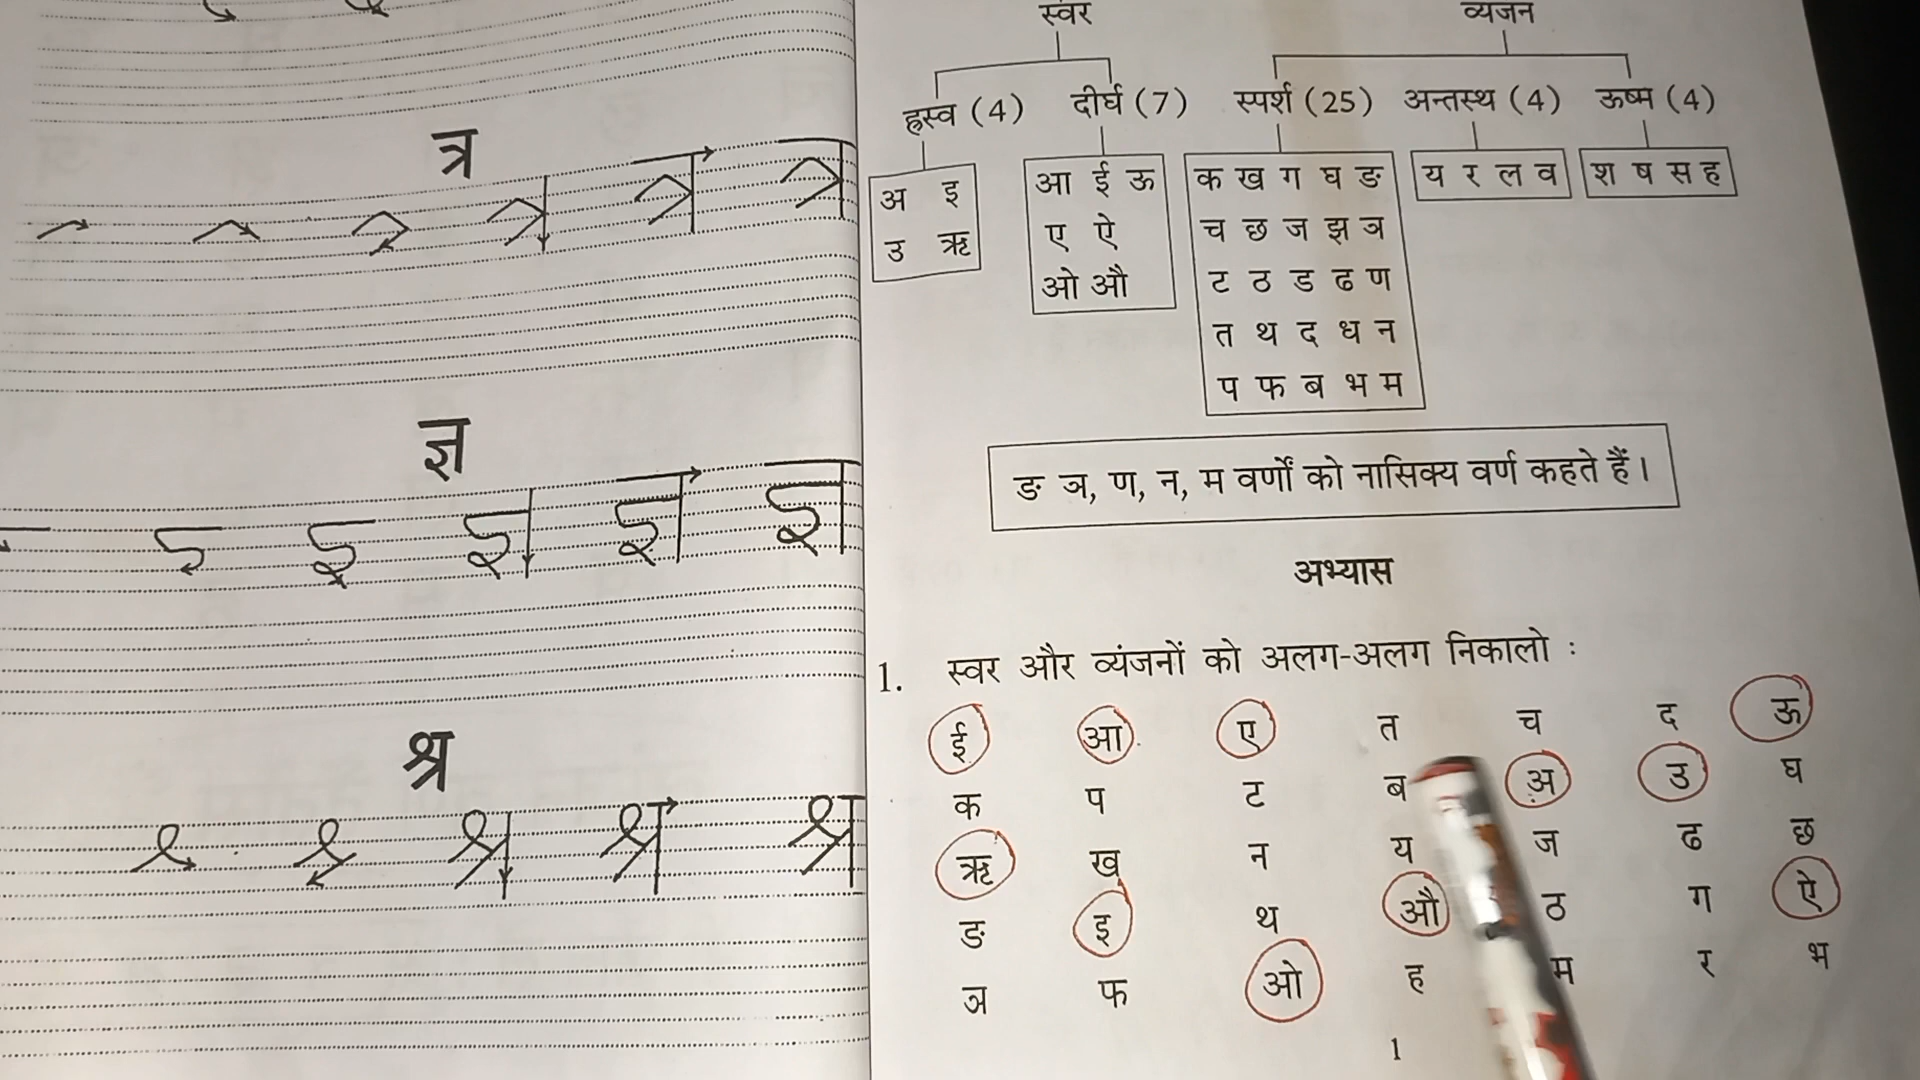 त्र
ज्ञ
श्र
स्वर व्यंजन
ह्रस्व (4) दीर्घ (7) स्पर्श (25) अन्तस्थ (4) ऊष्म (4)
अ इ
उ ऋ
आ ई ऊ
ए ऐ
ओ औ
क ख ग घ ङ
च छ ज झ ञ
ट ठ ड ढ ण
त थ द ध न
प फ ब भ म
य र ल व
श ष स ह
ङ ञ, ण, न, म वर्णों को नासिक्य वर्ण कहते हैं।
अभ्यास
1. स्वर और व्यंजनों को अलग-अलग निकालो :
ई आ ए त च द ऊ
क प ट ब अ उ घ
ऋ ख न य ज ढ छ
ङ इ थ औ ठ ग ऐ
ञ फ ओ ह म र भ
1